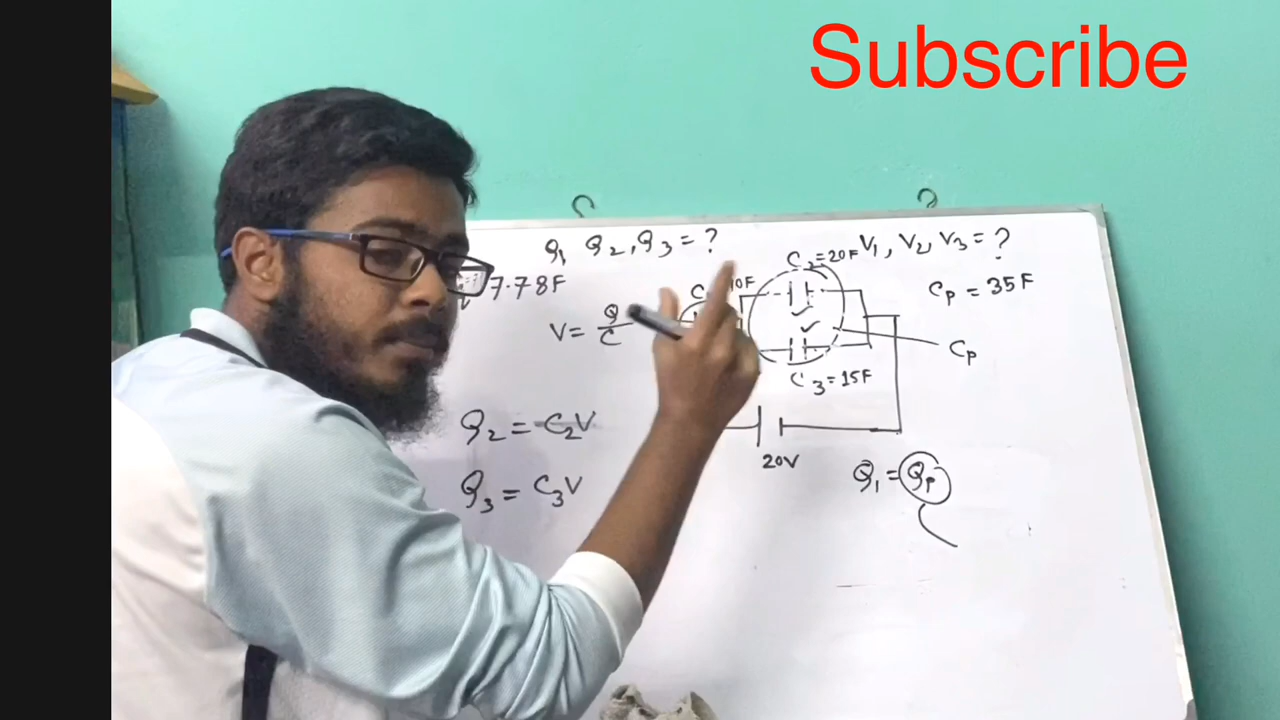 Subscribe
Q₁ Q₂, Q₃ = ?
V₁, V₂, V₃ = ?
C₂ = 20F
7.78F
10F
Cp = 35F
V = Q/C
Cp
C₃ = 15F
Q₂ = C₂V
20V
Q₁ = Qp
Q₃ = C₃V